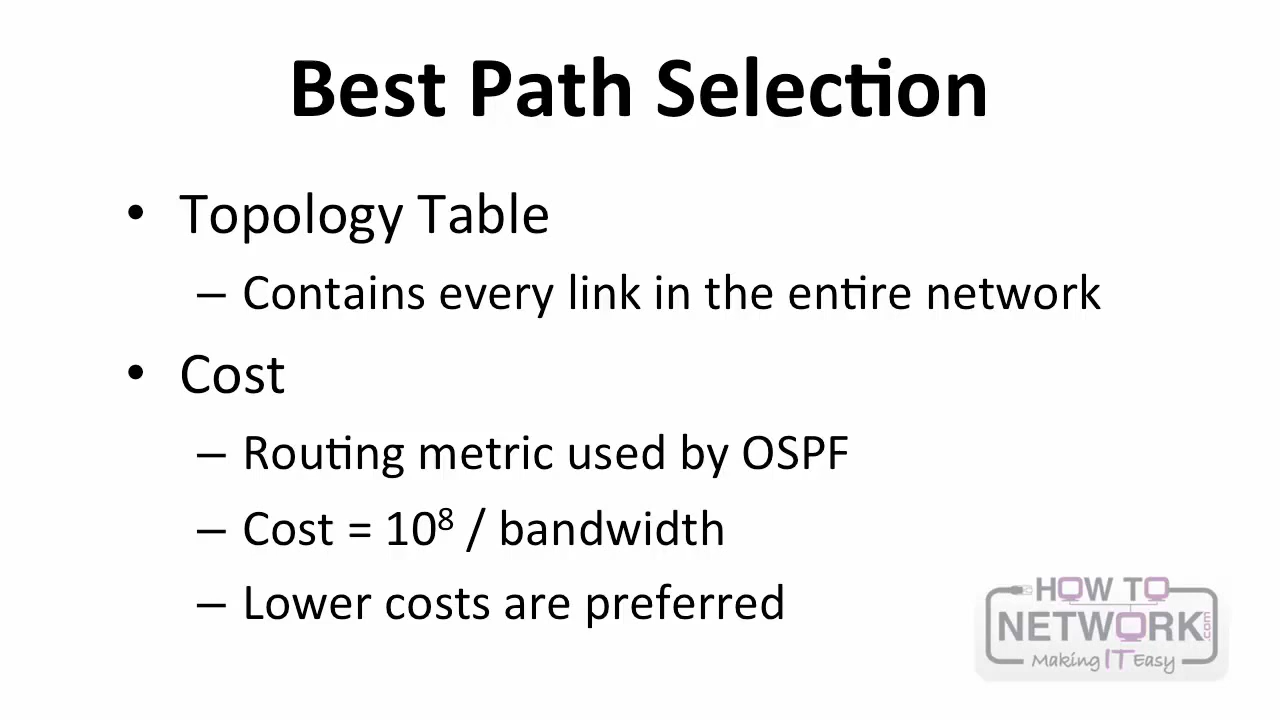 Best Path Selection
• Topology Table
– Contains every link in the entire network
• Cost
– Routing metric used by OSPF
– Cost = 10⁸ / bandwidth
– Lower costs are preferred
HOW TO
NETWORK.com
Making IT Easy